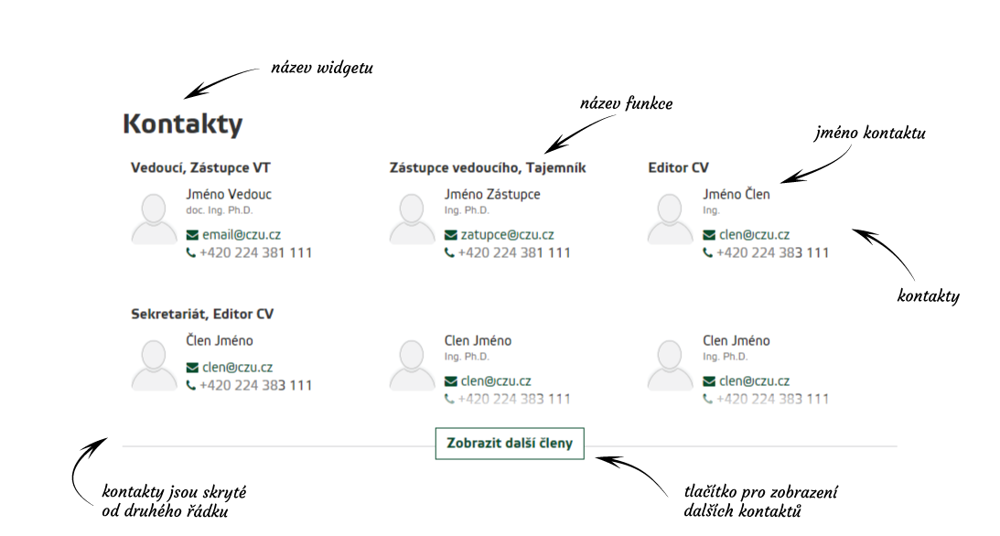 název widgetu
název funkce
jméno kontaktu
Kontakty
Vedoucí, Zástupce VT
Jméno Vedouc
doc. Ing. Ph.D.
email@czu.cz
+420 224 381 111
Zástupce vedoucího, Tajemník
Jméno Zástupce
Ing. Ph.D.
zatupce@czu.cz
+420 224 381 111
Editor CV
Jméno Člen
Ing.
clen@czu.cz
+420 224 383 111
kontakty
Sekretariát, Editor CV
Člen Jméno
clen@czu.cz
+420 224 383 111
Clen Jméno
Ing. Ph.D.
clen@czu.cz
+420 224 383 111
Clen Jméno
Ing. Ph.D.
clen@czu.cz
+420 224 383 111
Zobrazit další členy
kontakty jsou skryté
od druhého řádku
tlačítko pro zobrazení
dalších kontaktů